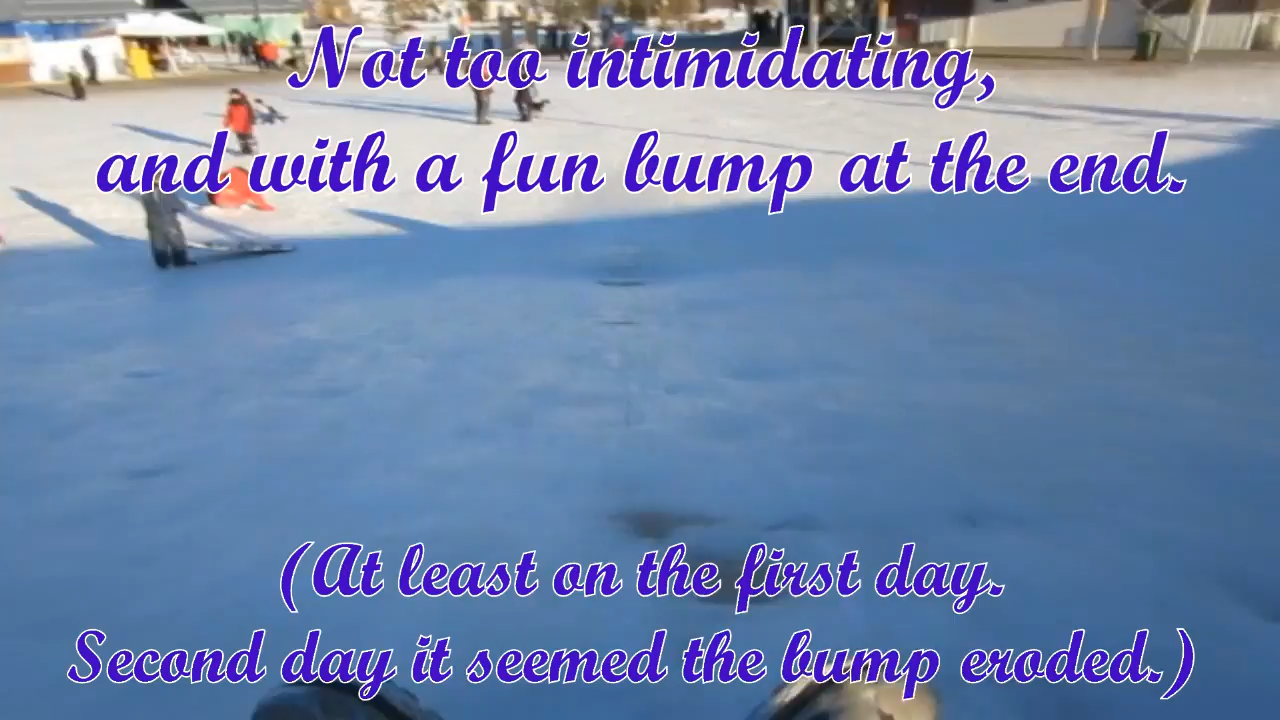 Not too intimidating,
and with a fun bump at the end.
(At least on the first day.
Second day it seemed the bump eroded.)